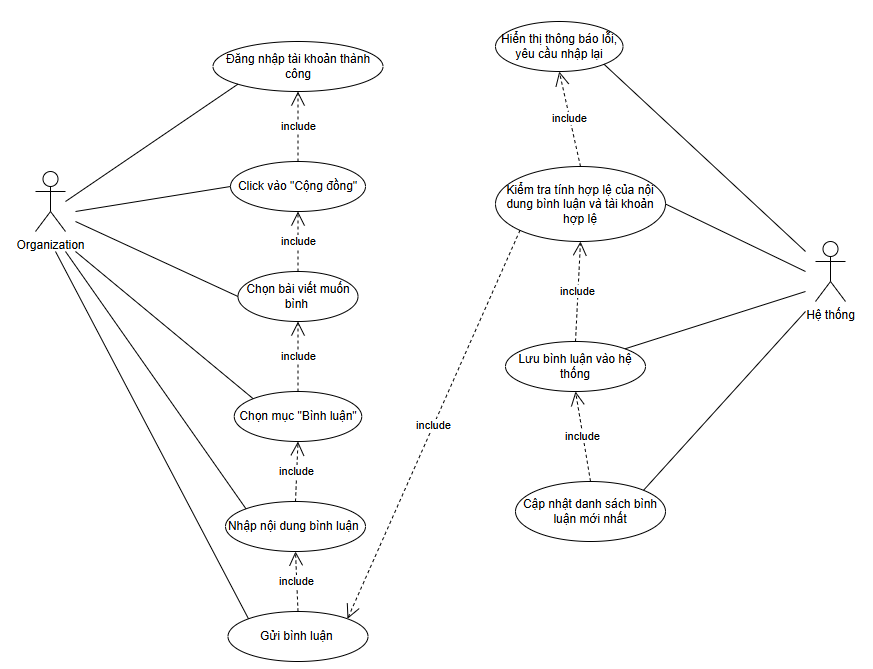 Đăng nhập tài khoản thành
công
include
Click vào "Cộng đồng"
include
Chọn bài viết muốn
bình
include
Chọn mục "Bình luận"
include
Nhập nội dung bình luận
include
Gửi bình luận
Organization
include
Hiển thị thông báo lỗi,
yêu cầu nhập lại
include
Kiểm tra tính hợp lệ của nội
dung bình luận và tài khoản
hợp lệ
include
Lưu bình luận vào hệ
thống
include
Cập nhật danh sách bình
luận mới nhất
Hệ thống